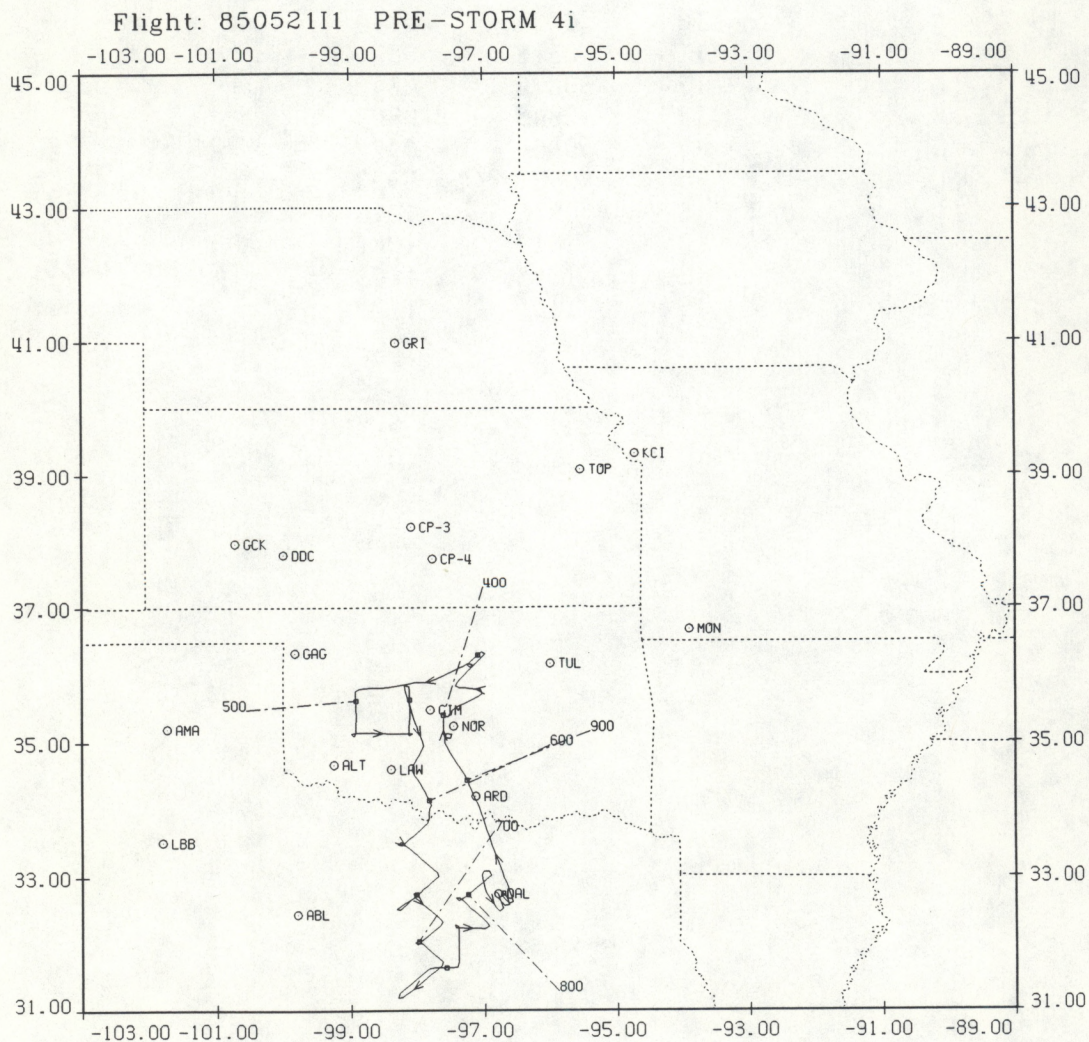 Flight: 850521I1 PRE-STORM 4i
-103.00 -101.00 -99.00 -97.00 -95.00 -93.00 -91.00 -89.00
45.00 45.00
43.00 43.00
41.00 GRI 41.00
39.00 TOP KCI 39.00
CP-3
GCK DDC CP-4
400
37.00 37.00
MON
GAG TUL
500 CIM
AMA NOR 900
35.00 600 35.00
ALT LAW
ARD
700
LBB
33.00 33.00
DAL
ABL
800
31.00 31.00
-103.00 -101.00 -99.00 -97.00 -95.00 -93.00 -91.00 -89.00